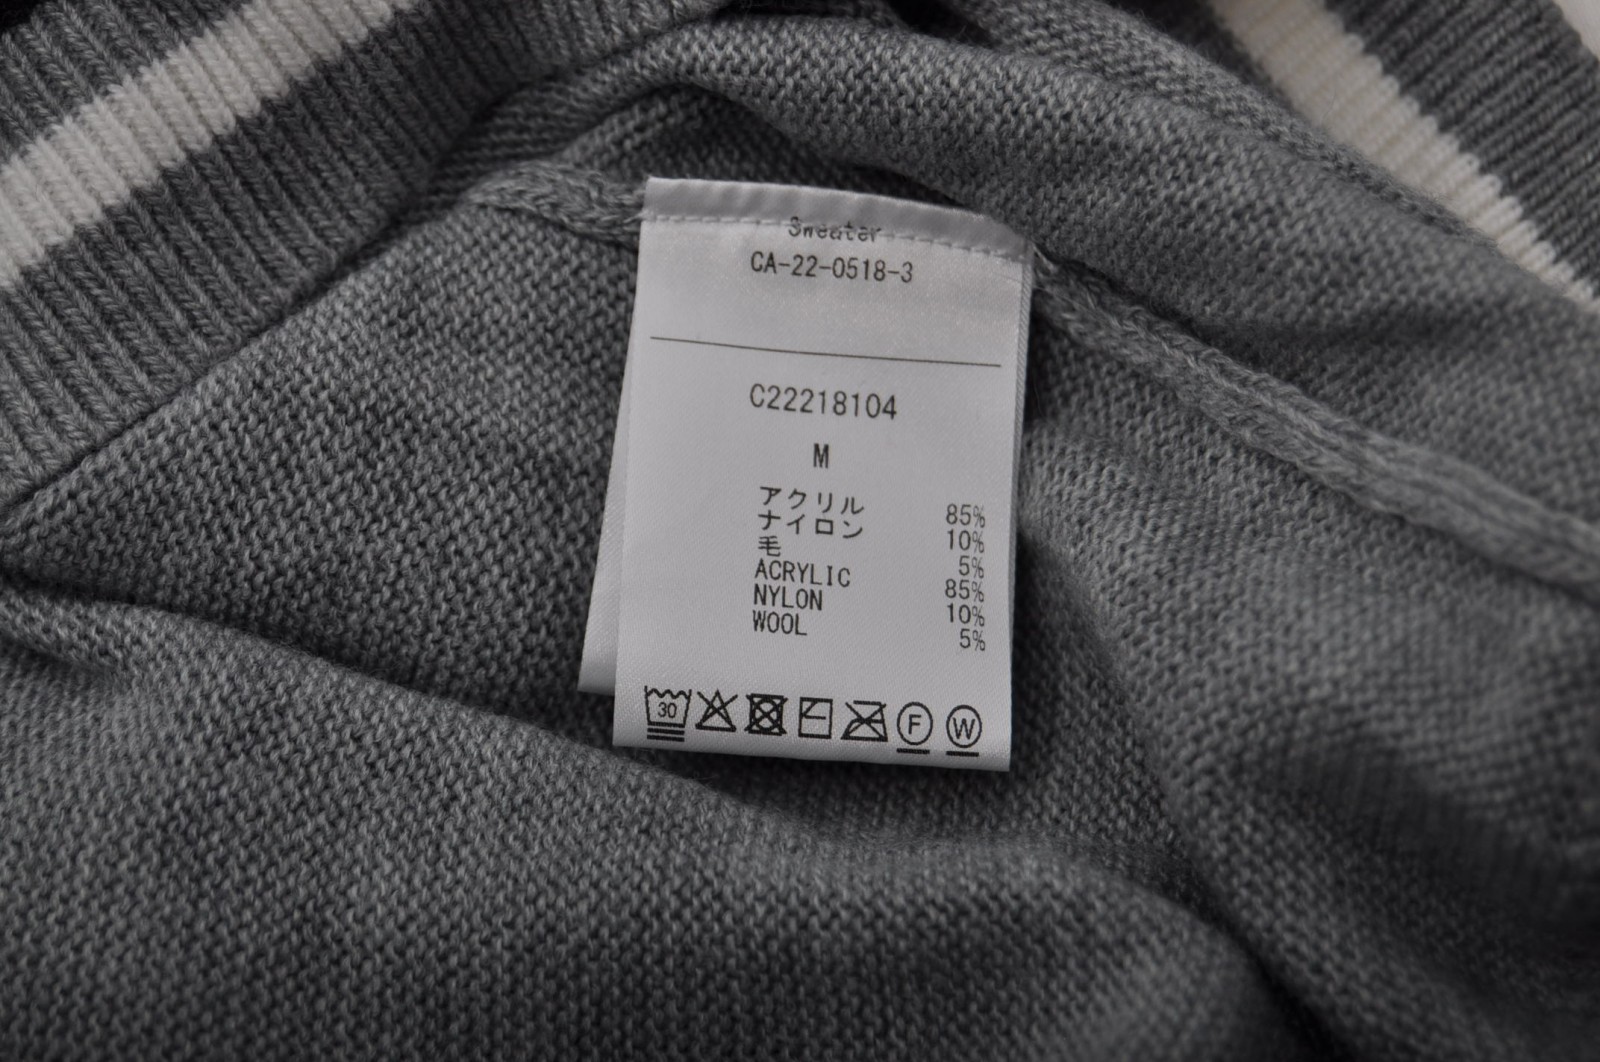 Sweater
CA-22-0518-3
C22218104
M
アクリル 85%
ナイロン 10%
毛 5%
ACRYLIC 85%
NYLON 10%
WOOL 5%
30 F W